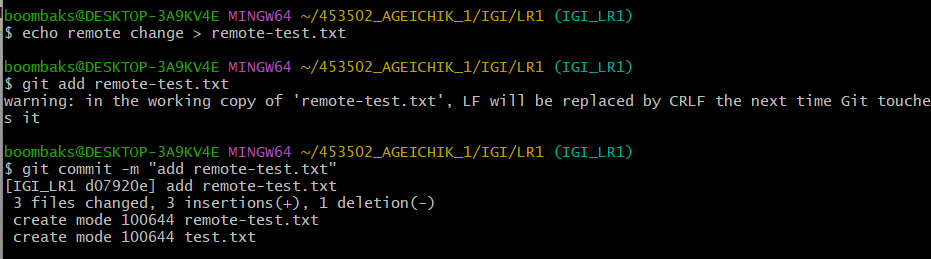 boombaks@DESKTOP-3A9KV4E MINGW64 ~/453502_AGEICHIK_1/IGI/LR1 (IGI_LR1)
$ echo remote change > remote-test.txt
boombaks@DESKTOP-3A9KV4E MINGW64 ~/453502_AGEICHIK_1/IGI/LR1 (IGI_LR1)
$ git add remote-test.txt
warning: in the working copy of 'remote-test.txt', LF will be replaced by CRLF the next time Git touche
s it
boombaks@DESKTOP-3A9KV4E MINGW64 ~/453502_AGEICHIK_1/IGI/LR1 (IGI_LR1)
$ git commit -m "add remote-test.txt"
[IGI_LR1 d07920e] add remote-test.txt
 3 files changed, 3 insertions(+), 1 deletion(-)
 create mode 100644 remote-test.txt
 create mode 100644 test.txt